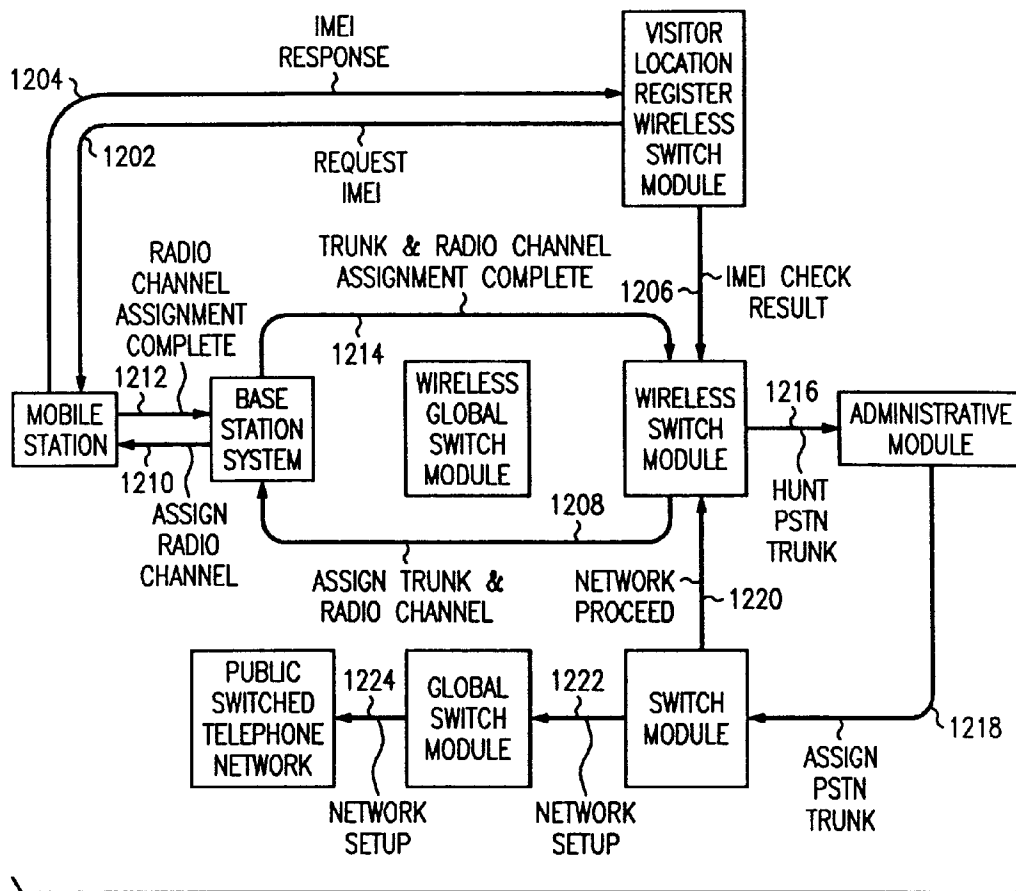 IMEI
RESPONSE
1204
1202
REQUEST
IMEI
VISITOR
LOCATION
REGISTER
WIRELESS
SWITCH
MODULE
RADIO
CHANNEL
ASSIGNMENT
COMPLETE
TRUNK & RADIO CHANNEL
ASSIGNMENT COMPLETE
1206
IMEI CHECK
RESULT
1212
1214
MOBILE
STATION
BASE
STATION
SYSTEM
WIRELESS
GLOBAL
SWITCH
MODULE
WIRELESS
SWITCH
MODULE
1216
ADMINISTRATIVE
MODULE
1210
ASSIGN
RADIO
CHANNEL
1208
HUNT
PSTN
TRUNK
ASSIGN TRUNK &
RADIO CHANNEL
NETWORK
PROCEED
1220
PUBLIC
SWITCHED
TELEPHONE
NETWORK
1224
GLOBAL
SWITCH
MODULE
1222
SWITCH
MODULE
1218
NETWORK
SETUP
NETWORK
SETUP
ASSIGN
PSTN
TRUNK